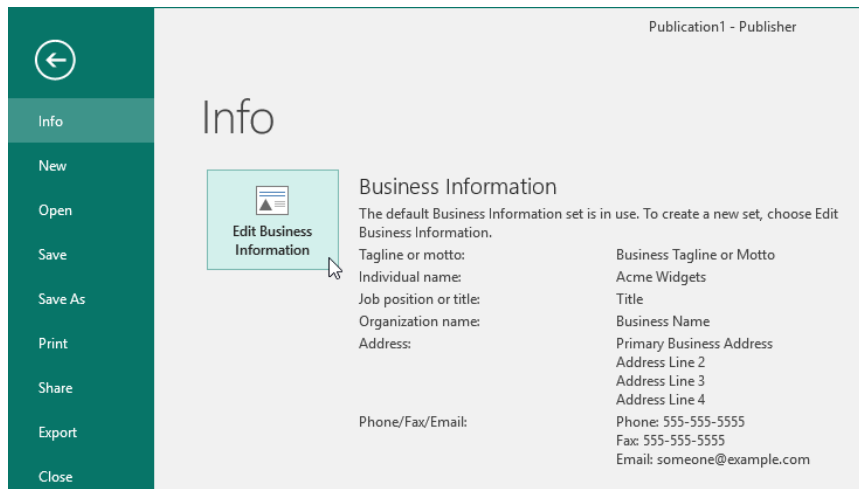 Publication1 - Publisher
Info
Info
New
Open
Save
Save As
Print
Share
Export
Close
Edit Business
Information
Business Information
The default Business Information set is in use. To create a new set, choose Edit
Business Information.
Tagline or motto: Business Tagline or Motto
Individual name: Acme Widgets
Job position or title: Title
Organization name: Business Name
Address: Primary Business Address
Address Line 2
Address Line 3
Address Line 4
Phone/Fax/Email: Phone: 555-555-5555
Fax: 555-555-5555
Email: someone@example.com